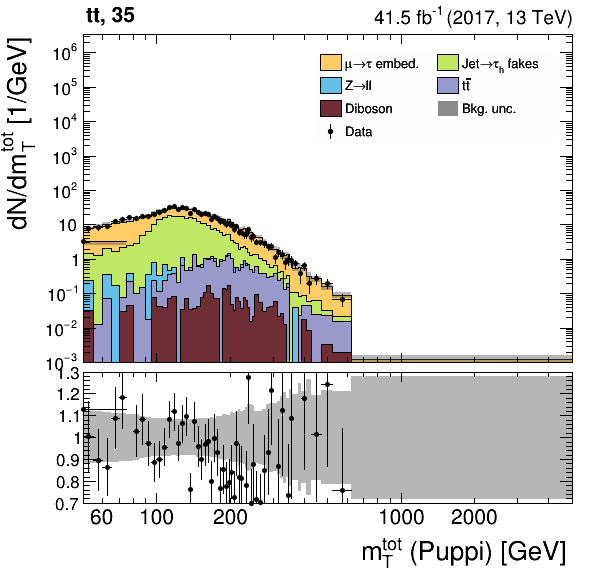 tt, 35
41.5 fb⁻¹ (2017, 13 TeV)
dN/dm_T^tot [1/GeV]
10⁶
10⁵
10⁴
10³
10²
10
1
10⁻¹
10⁻²
10⁻³
μ→τ embed.
Jet→τ_h fakes
Z→ll
tt̄
Diboson
Bkg. unc.
Data
1.3
1.2
1.1
1
0.9
0.8
0.7
60
100
200
1000
2000
m_T^tot (Puppi) [GeV]